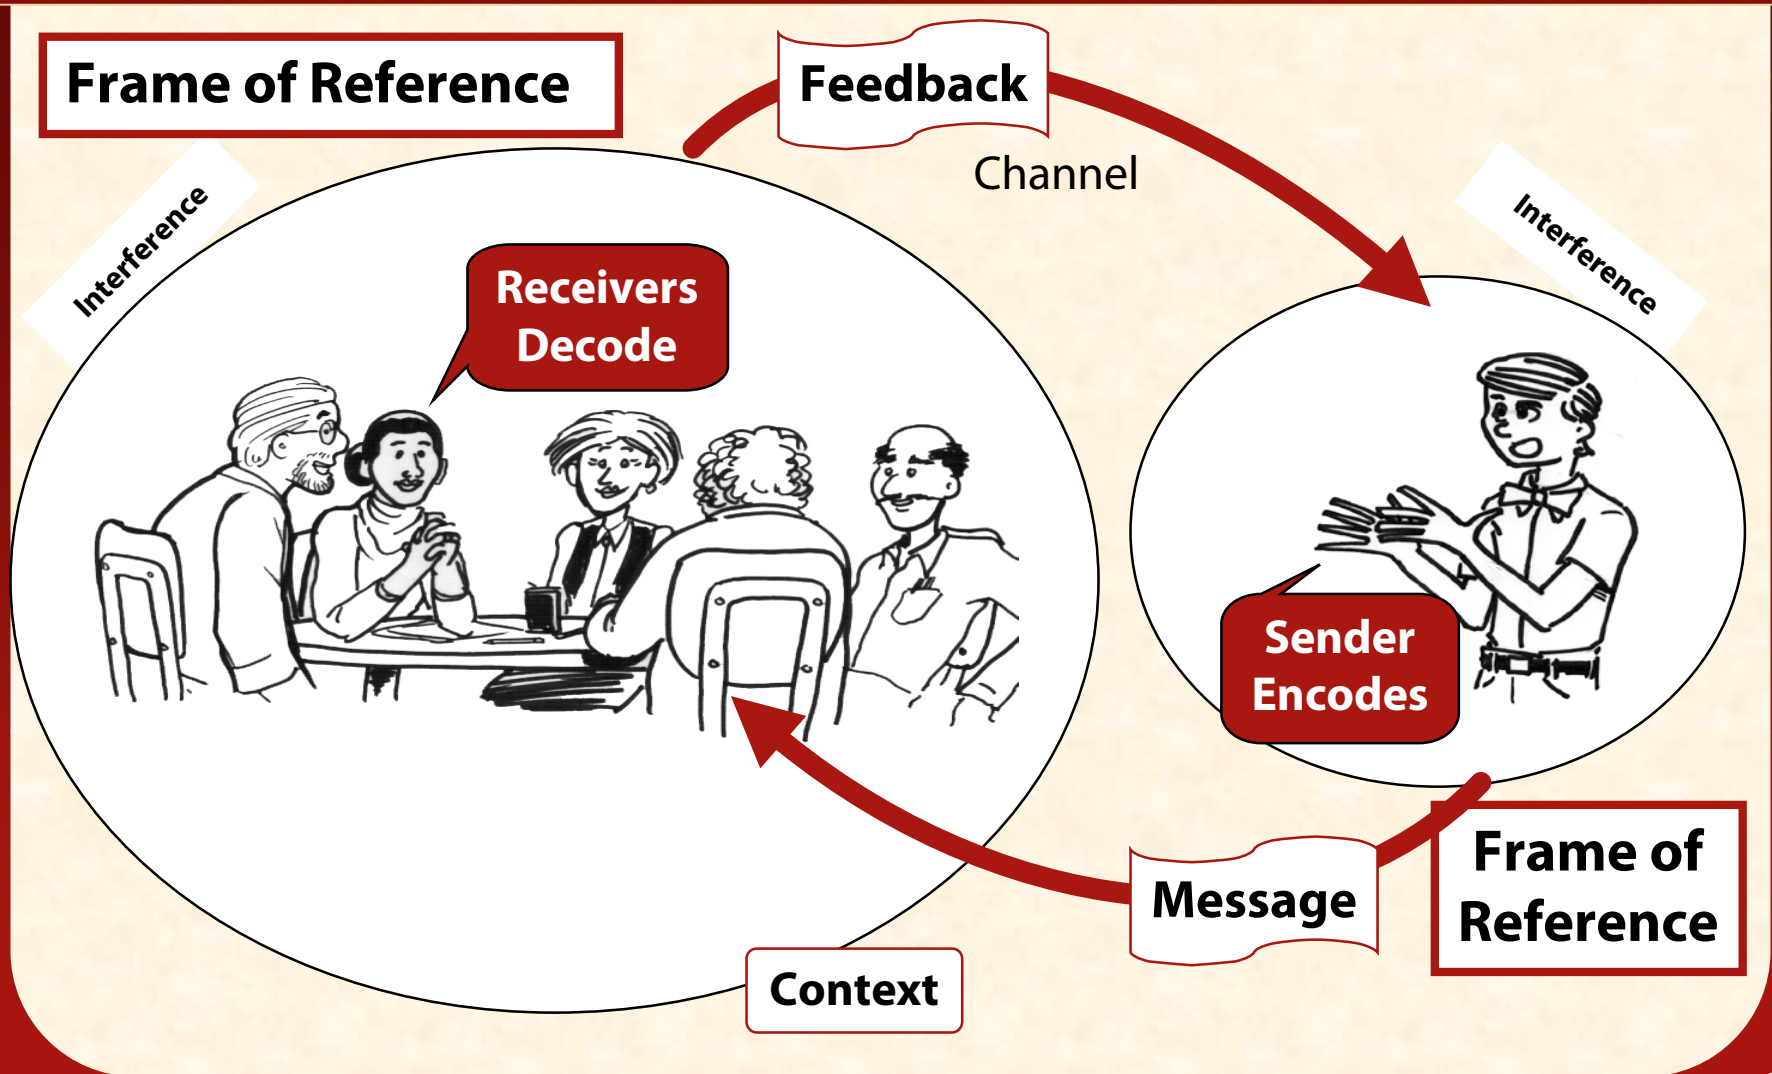 Frame of Reference
Feedback
Channel
Interference
Interference
Receivers
Decode
Sender
Encodes
Message
Frame of
Reference
Context